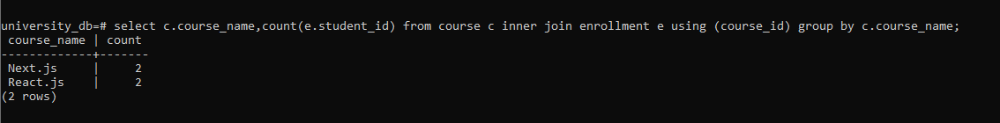 university_db=# select c.course_name,count(e.student_id) from course c inner join enrollment e using (course_id) group by c.course_name;
 course_name | count
-------------+-------
 Next.js     |     2
 React.js    |     2
(2 rows)